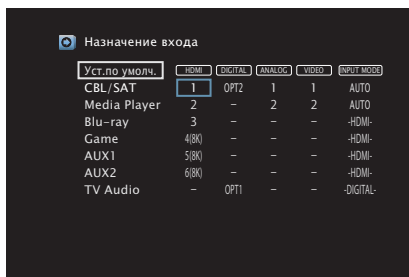 Назначение входа
Уст.по умолч. HDMI DIGITAL ANALOG VIDEO INPUT MODE
CBL/SAT 1 OPT2 1 1 AUTO
Media Player 2 – 2 2 AUTO
Blu-ray 3 – – – -HDMI-
Game 4(8K) – – – -HDMI-
AUX1 5(8K) – – – -HDMI-
AUX2 6(8K) – – – -HDMI-
TV Audio – OPT1 – – -DIGITAL-